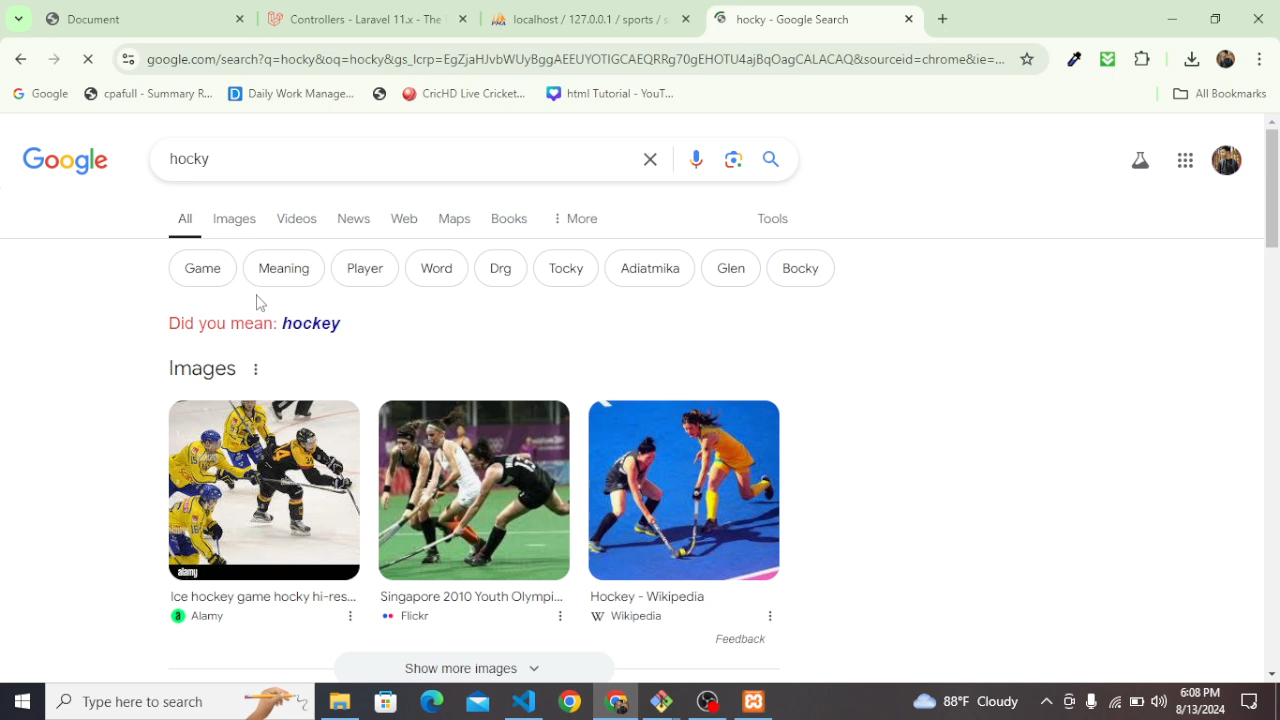 Document
Controllers - Laravel 11.x - The
localhost / 127.0.0.1 / sports / s
hocky - Google Search
google.com/search?q=hocky&oq=hocky&gs_lcrp=EgZjaHJvbWUyBggAEEUYOTIGCAEQRRg70gEHOTU4ajBqOagCALACAQ&sourceid=chrome&ie=...
Google
cpafull - Summary R...
Daily Work Manage...
CricHD Live Cricket...
html Tutorial - YouT...
All Bookmarks
Google
hocky
All Images Videos News Web Maps Books More Tools
Game Meaning Player Word Drg Tocky Adiatmika Glen Bocky
Did you mean: hockey
Images
alamy
Ice hockey game hocky hi-res...
a Alamy
Singapore 2010 Youth Olympi...
Flickr
Hockey - Wikipedia
W Wikipedia
Feedback
Show more images
Type here to search
88°F Cloudy
6:08 PM
8/13/2024